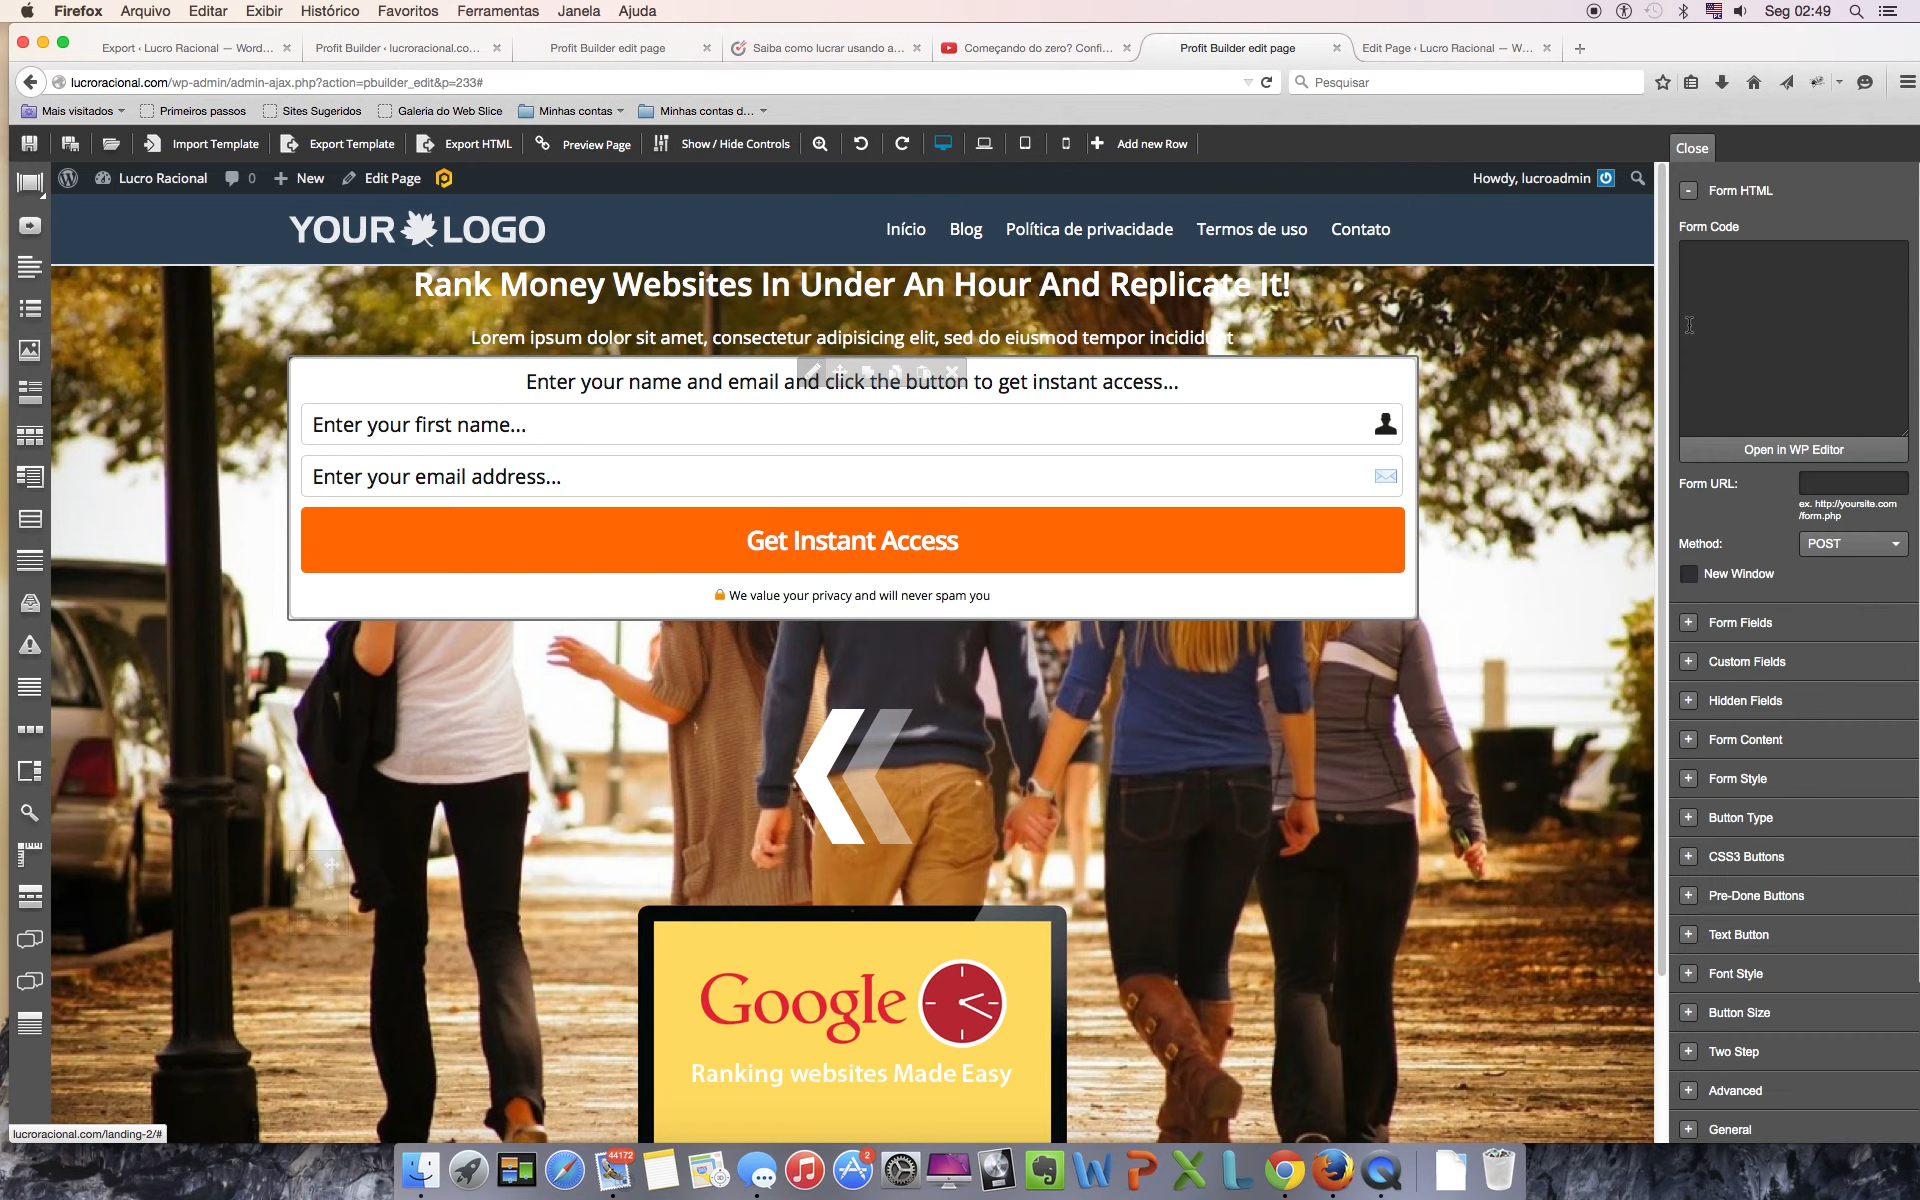 Firefox Arquivo Editar Exibir Histórico Favoritos Ferramentas Janela Ajuda Seg 02:49
Export ‹ Lucro Racional — Word...
Profit Builder ‹ lucroracional.co...
Profit Builder edit page
Saiba como lucrar usando a...
Começando do zero? Confi...
Profit Builder edit page
Edit Page ‹ Lucro Racional — W...
lucroracional.com/wp-admin/admin-ajax.php?action=pbuilder_edit&p=233#
Pesquisar
Mais visitados Primeiros passos Sites Sugeridos Galeria do Web Slice Minhas contas Minhas contas d...
Import Template Export Template Export HTML Preview Page Show / Hide Controls Add new Row
Close
Lucro Racional 0 New Edit Page Howdy, lucroadmin
YOUR LOGO
Início Blog Política de privacidade Termos de uso Contato
Rank Money Websites In Under An Hour And Replicate It!
Lorem ipsum dolor sit amet, consectetur adipisicing elit, sed do eiusmod tempor incididunt
Enter your name and email and click the button to get instant access...
Enter your first name...
Enter your email address...
Get Instant Access
We value your privacy and will never spam you
Google
Ranking websites Made Easy
Form HTML
Form Code
Open in WP Editor
Form URL:
ex. http://yoursite.com
/form.php
Method: POST
New Window
Form Fields
Custom Fields
Hidden Fields
Form Content
Form Style
Button Type
CSS3 Buttons
Pre-Done Buttons
Text Button
Font Style
Button Size
Two Step
Advanced
General
lucroracional.com/landing-2/#
44172
2